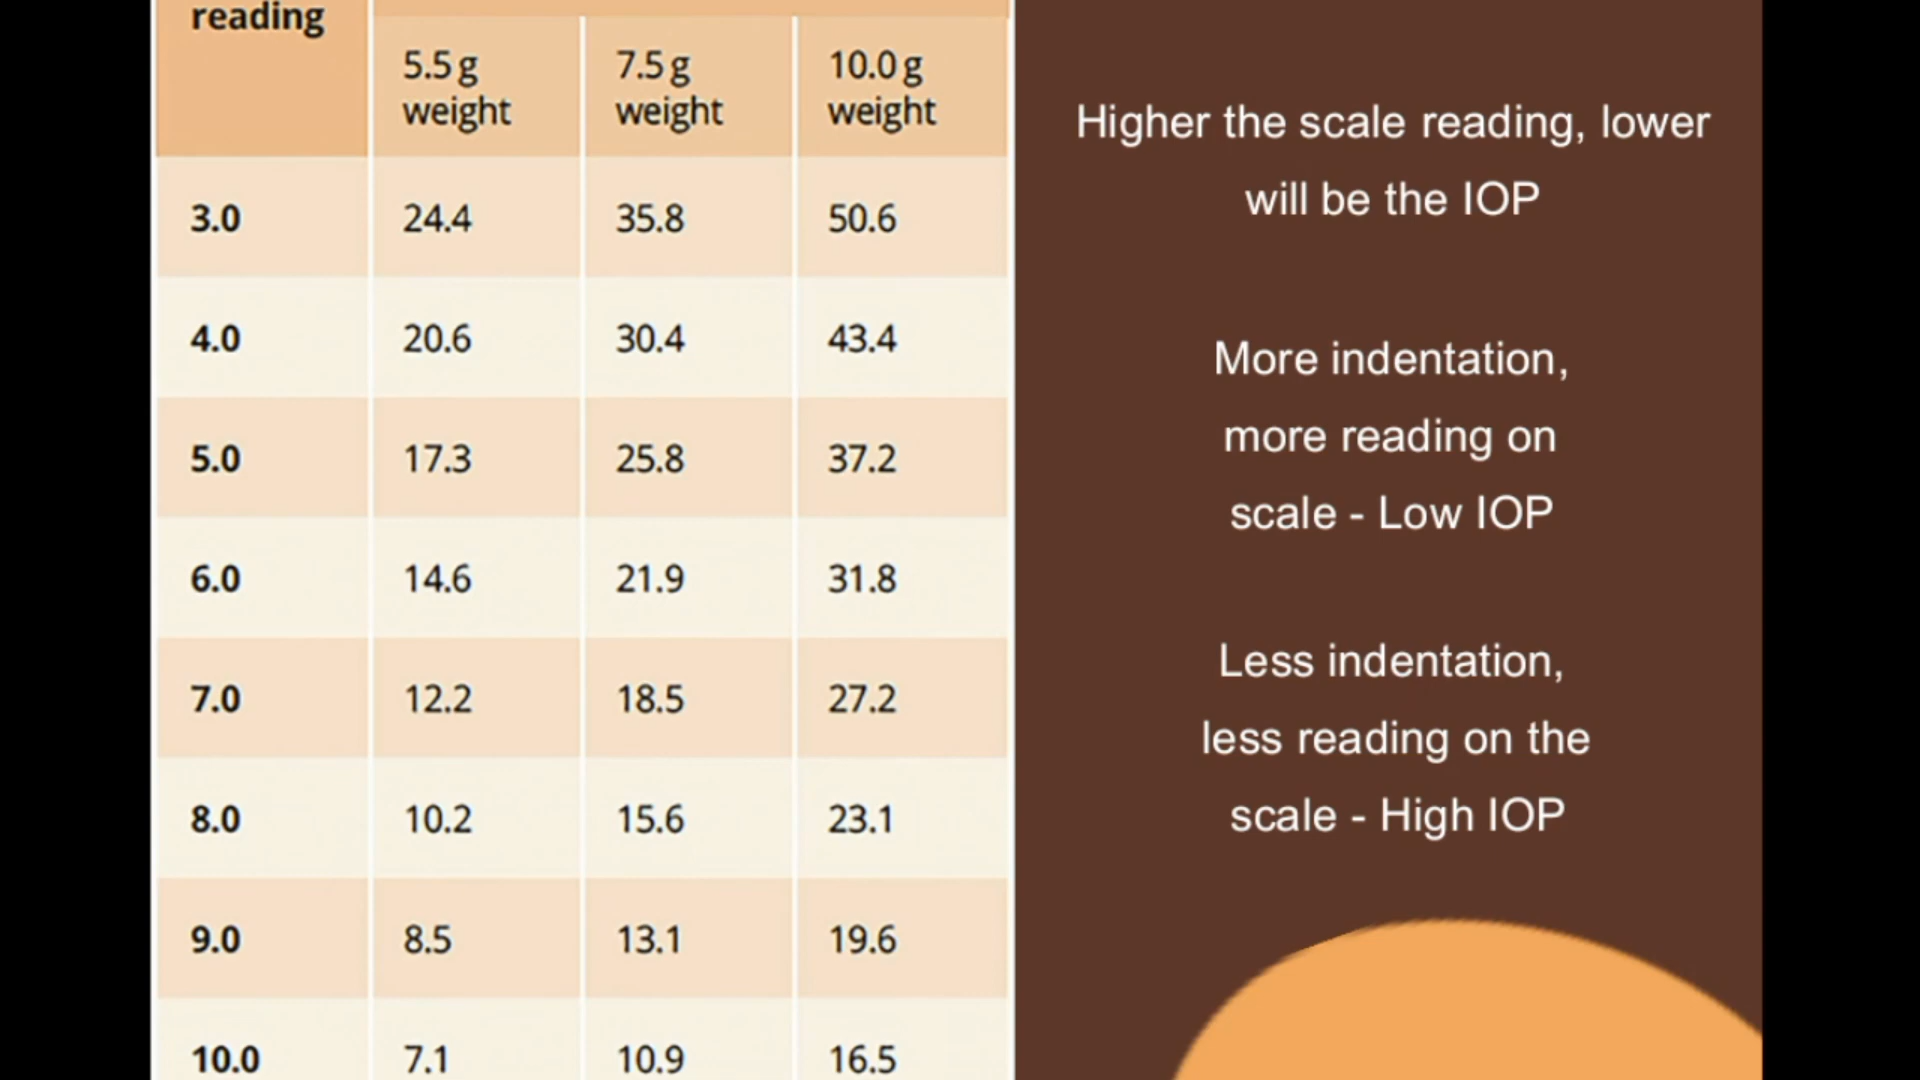 reading
5.5 g weight 7.5 g weight 10.0 g weight
3.0 24.4 35.8 50.6
4.0 20.6 30.4 43.4
5.0 17.3 25.8 37.2
6.0 14.6 21.9 31.8
7.0 12.2 18.5 27.2
8.0 10.2 15.6 23.1
9.0 8.5 13.1 19.6
10.0 7.1 10.9 16.5
Higher the scale reading, lower
will be the IOP
More indentation,
more reading on
scale - Low IOP
Less indentation,
less reading on the
scale - High IOP